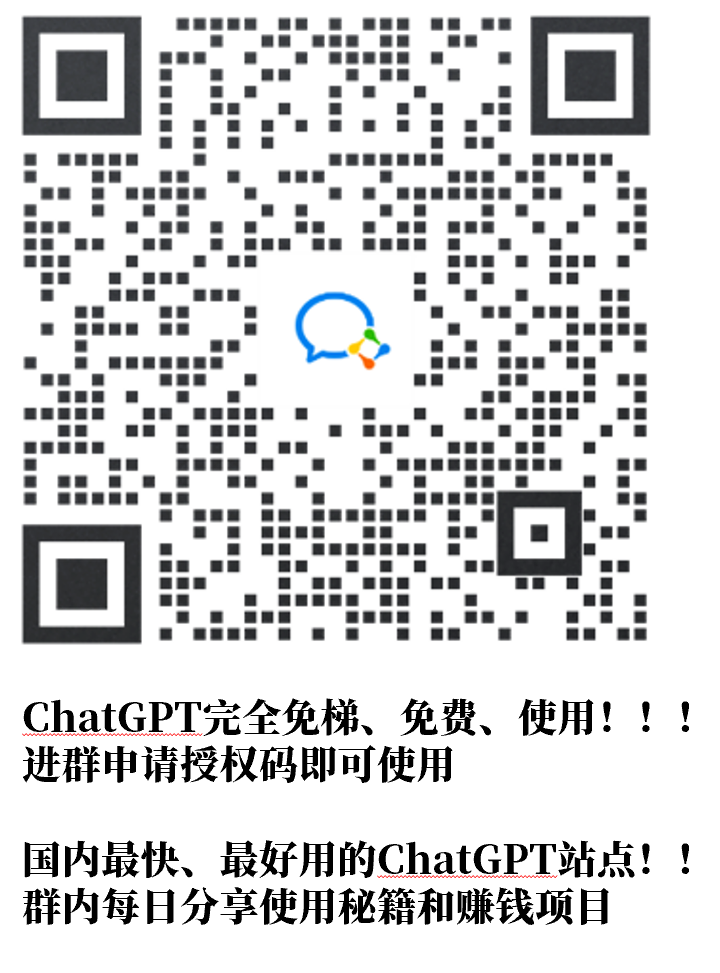 ChatGPT完全免梯、免费、使用！！！
进群申请授权码即可使用
国内最快、最好用的ChatGPT站点！！
群内每日分享使用秘籍和赚钱项目